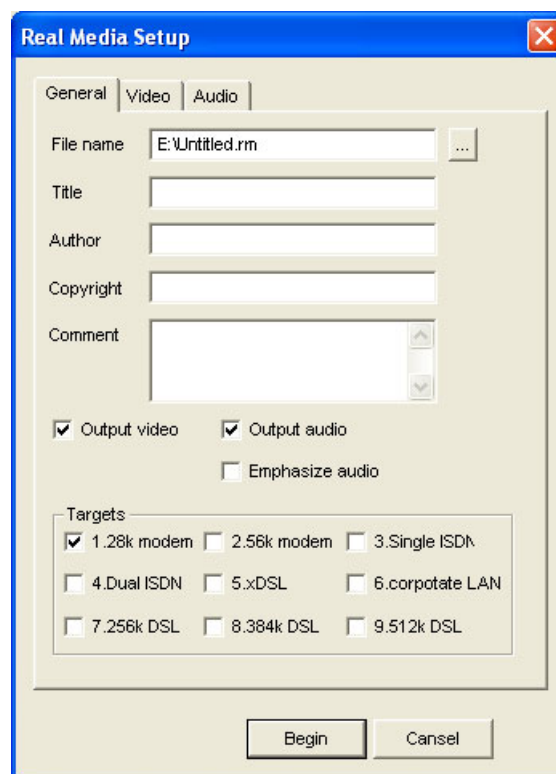 Real Media Setup
General Video Audio
File name E:\Untitled.rm ...
Title
Author
Copyright
Comment
Output video Output audio
Emphasize audio
Targets
1.28k modem 2.56k modem 3.Single ISDN
4.Dual ISDN 5.xDSL 6.corpotate LAN
7.256k DSL 8.384k DSL 9.512k DSL
Begin Cansel